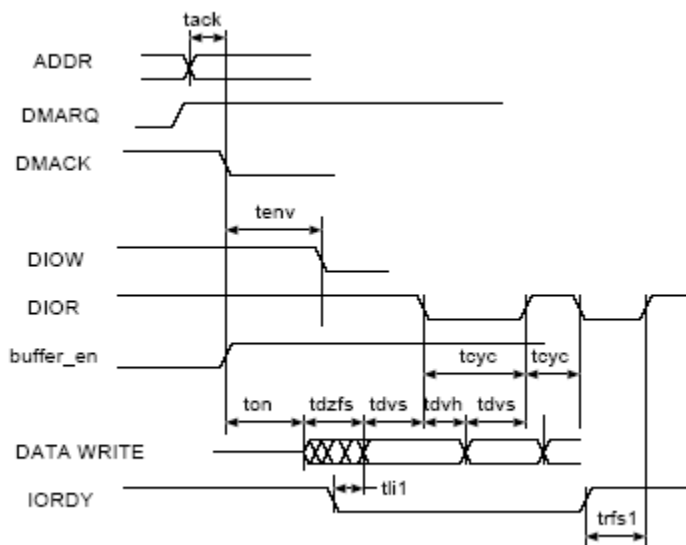 tack
ADDR
DMARQ
DMACK
tenv
DIOW
DIOR
buffer_en
tcyc tcyc
ton tdzfs tdvs tdvh tdvs
DATA WRITE
tli1
IORDY
trfs1